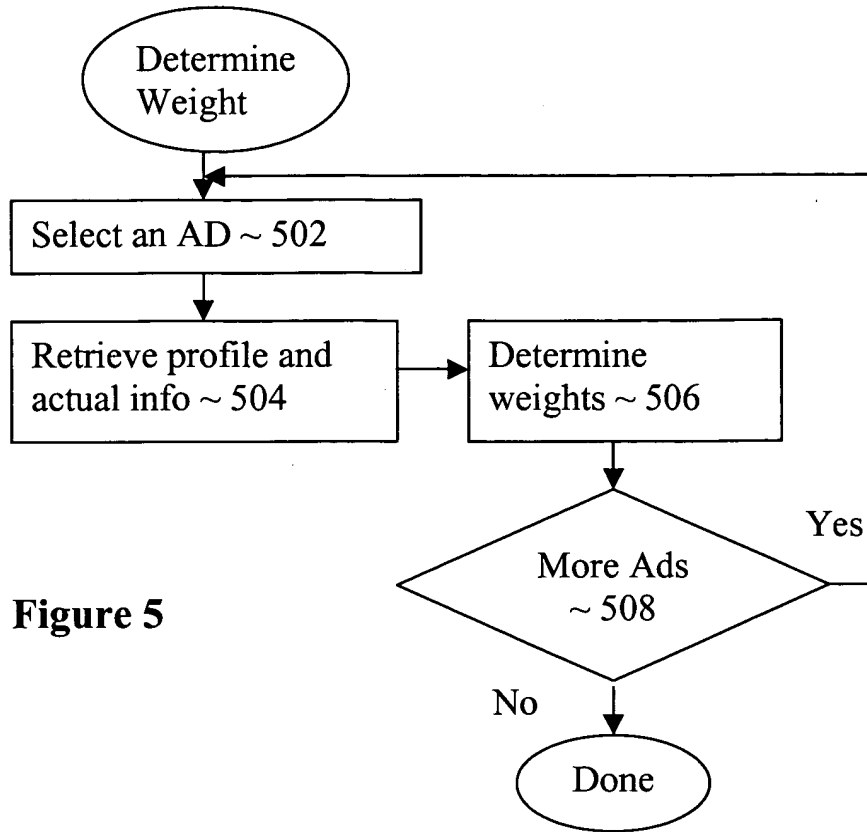 Determine
Weight
Select an AD ~ 502
Retrieve profile and
actual info ~ 504
Determine
weights ~ 506
More Ads
~ 508
Yes
No
Done
Figure 5